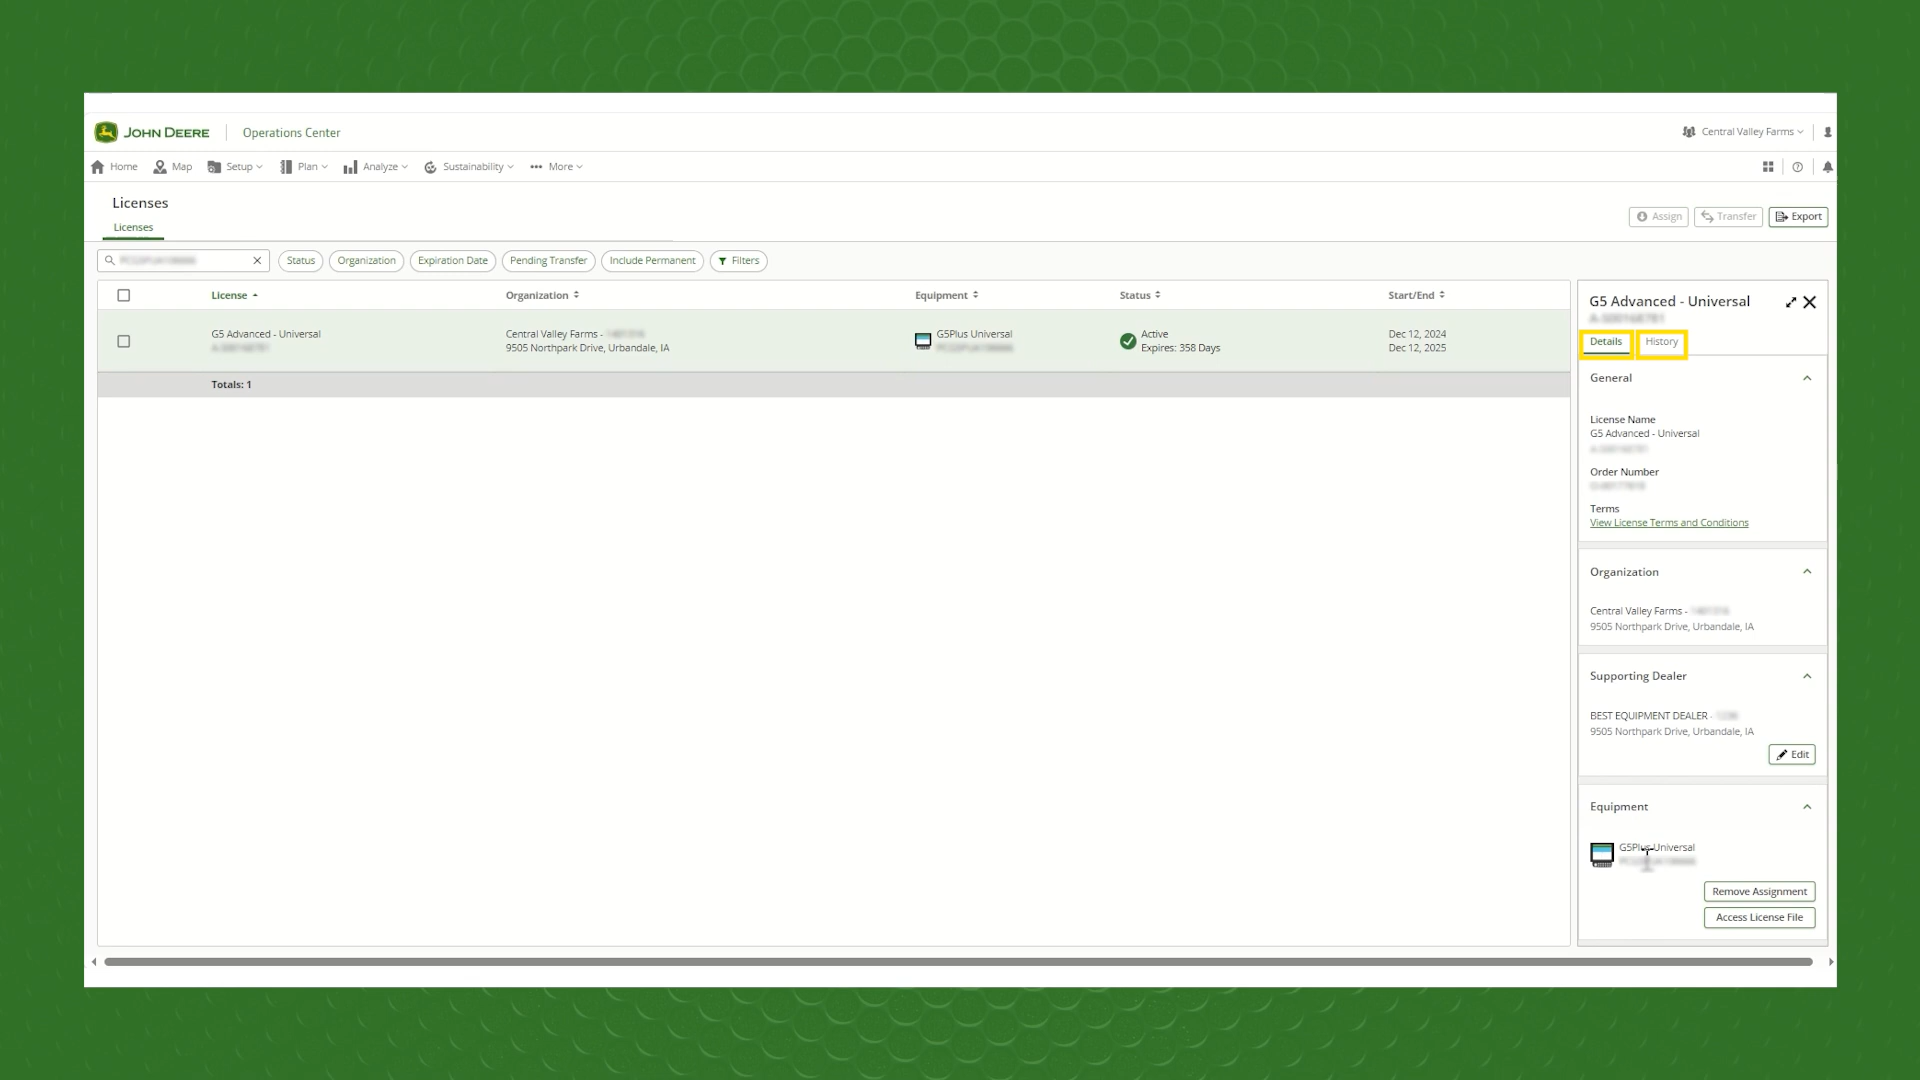 JOHN DEERE
Operations Center
Central Valley Farms
Home
Map
Setup
Plan
Analyze
Sustainability
More
Licenses
Licenses
Assign
Transfer
Export
Status
Organization
Expiration Date
Pending Transfer
Include Permanent
Filters
License
Organization
Equipment
Status
Start/End
G5 Advanced - Universal
Central Valley Farms -
9505 Northpark Drive, Urbandale, IA
G5Plus Universal
Active
Expires: 358 Days
Dec 12, 2024
Dec 12, 2025
Totals: 1
G5 Advanced - Universal
Details
History
General
License Name
G5 Advanced - Universal
Order Number
Terms
View License Terms and Conditions
Organization
Central Valley Farms -
9505 Northpark Drive, Urbandale, IA
Supporting Dealer
BEST EQUIPMENT DEALER -
9505 Northpark Drive, Urbandale, IA
Edit
Equipment
G5Plus Universal
Remove Assignment
Access License File